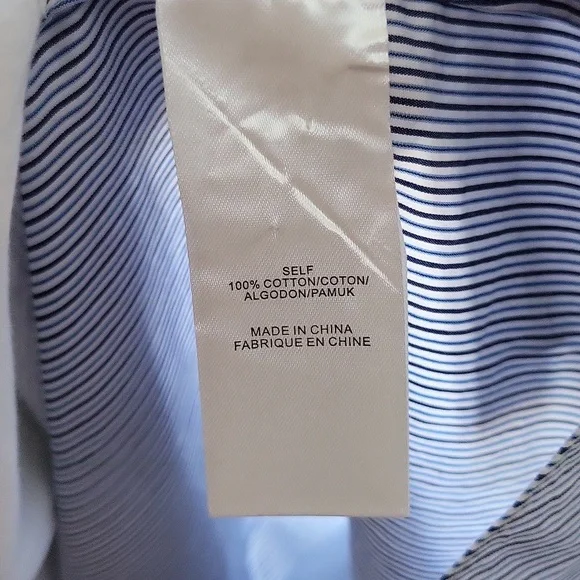 SELF
100% COTTON/COTON/
ALGODON/PAMUK
MADE IN CHINA
FABRIQUE EN CHINE